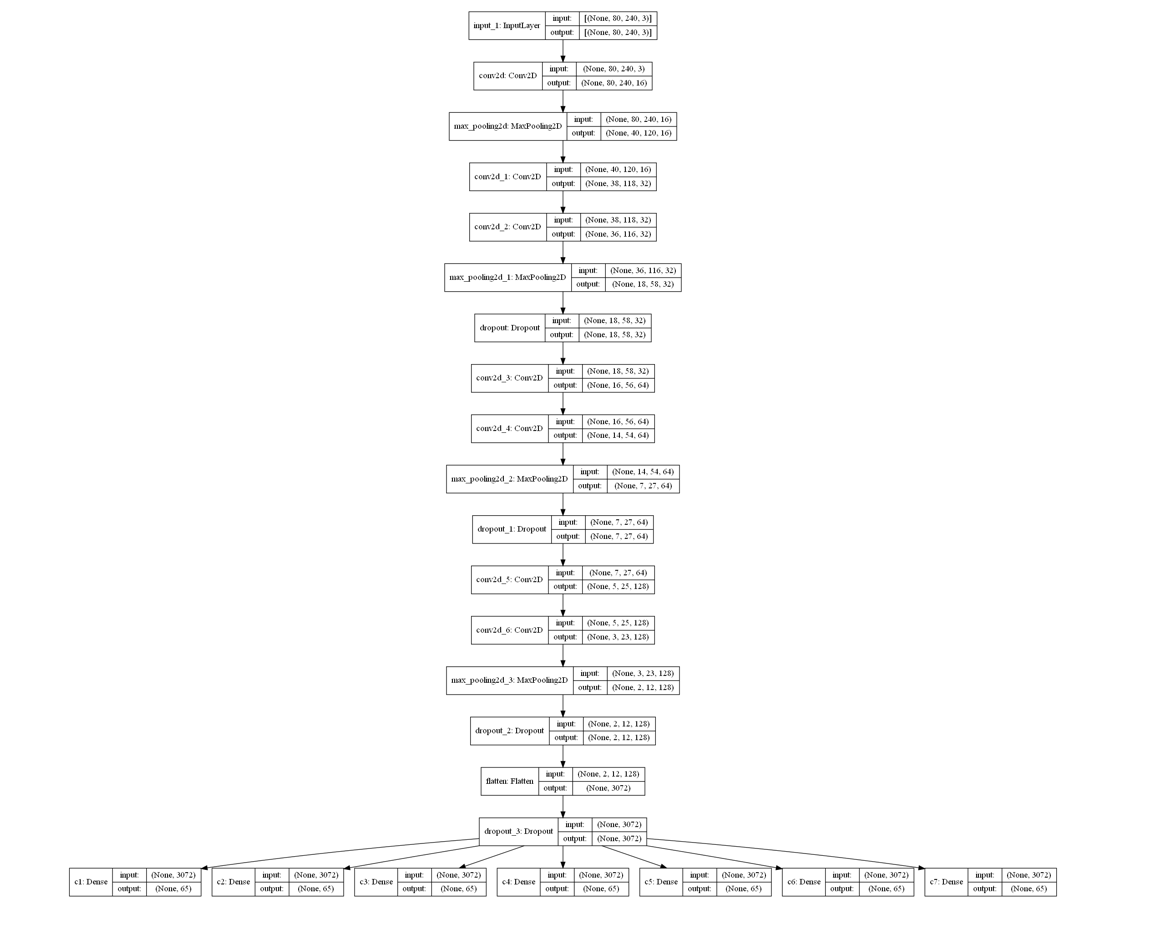 input_1: InputLayer input: [(None, 80, 240, 3)]
output: [(None, 80, 240, 3)]
conv2d: Conv2D input: (None, 80, 240, 3)
output: (None, 80, 240, 16)
max_pooling2d: MaxPooling2D input: (None, 80, 240, 16)
output: (None, 40, 120, 16)
conv2d_1: Conv2D input: (None, 40, 120, 16)
output: (None, 38, 118, 32)
conv2d_2: Conv2D input: (None, 38, 118, 32)
output: (None, 36, 116, 32)
max_pooling2d_1: MaxPooling2D input: (None, 36, 116, 32)
output: (None, 18, 58, 32)
dropout: Dropout input: (None, 18, 58, 32)
output: (None, 18, 58, 32)
conv2d_3: Conv2D input: (None, 18, 58, 32)
output: (None, 16, 56, 64)
conv2d_4: Conv2D input: (None, 16, 56, 64)
output: (None, 14, 54, 64)
max_pooling2d_2: MaxPooling2D input: (None, 14, 54, 64)
output: (None, 7, 27, 64)
dropout_1: Dropout input: (None, 7, 27, 64)
output: (None, 7, 27, 64)
conv2d_5: Conv2D input: (None, 7, 27, 64)
output: (None, 5, 25, 128)
conv2d_6: Conv2D input: (None, 5, 25, 128)
output: (None, 3, 23, 128)
max_pooling2d_3: MaxPooling2D input: (None, 3, 23, 128)
output: (None, 2, 12, 128)
dropout_2: Dropout input: (None, 2, 12, 128)
output: (None, 2, 12, 128)
flatten: Flatten input: (None, 2, 12, 128)
output: (None, 3072)
dropout_3: Dropout input: (None, 3072)
output: (None, 3072)
c1: Dense input: (None, 3072)
output: (None, 65)
c2: Dense input: (None, 3072)
output: (None, 65)
c3: Dense input: (None, 3072)
output: (None, 65)
c4: Dense input: (None, 3072)
output: (None, 65)
c5: Dense input: (None, 3072)
output: (None, 65)
c6: Dense input: (None, 3072)
output: (None, 65)
c7: Dense input: (None, 3072)
output: (None, 65)